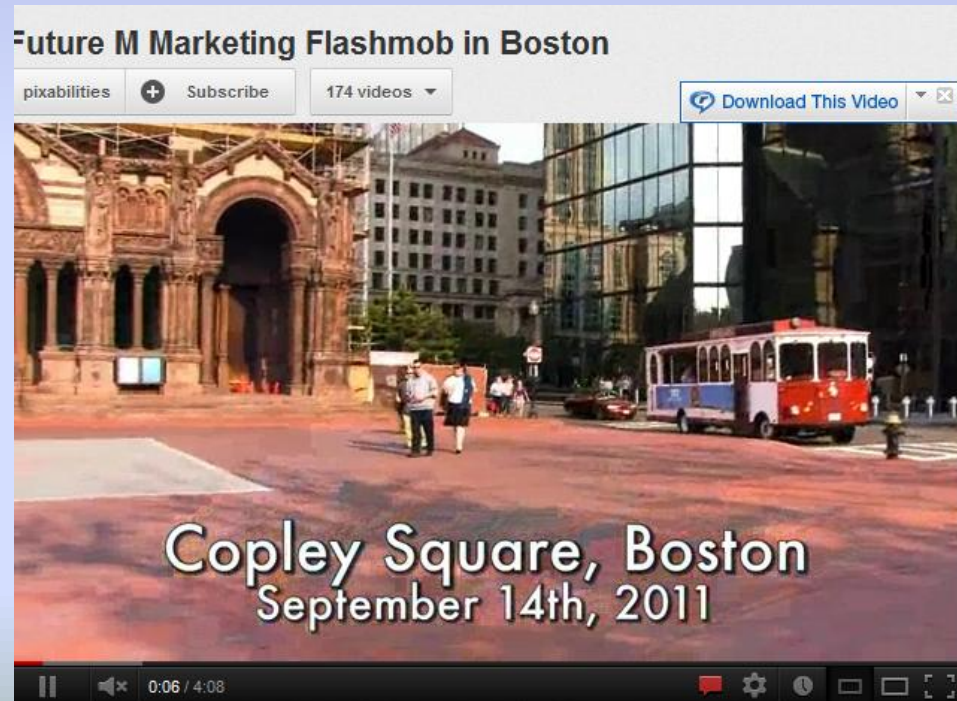 Future M Marketing Flashmob in Boston
pixabilities Subscribe 174 videos
Download This Video
Copley Square, Boston
September 14th, 2011
0:06 / 4:08